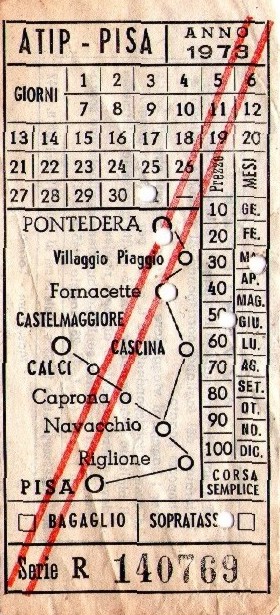 ATIP - PISA
ANNO
1973
GIORNI
1 2 3 4 5 6
7 8 9 10 11 12
13 14 15 16 17 18 19 20
21 22 23 24 25 26
27 28 29 30
Prezzo
MESI
PONTEDERA
Villaggio Piaggio
Fornacette
CASTELMAGGIORE
CASCINA
CALCI
Caprona
Navacchio
Riglione
PISA
10 GE.
20 FE.
30
40 AP.
MAG.
GIU.
60 LU.
70 AG.
80 SET.
OT.
90 NO.
100 DIC.
CORSA
SEMPLICE
BAGAGLIO
Serie R 140769